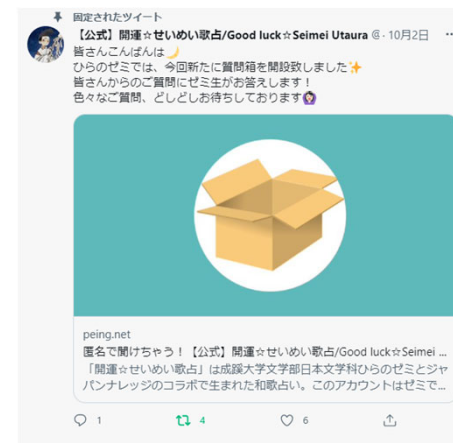 固定されたツイート
【公式】開運☆せいめい歌占/Good luck☆Seimei Utaura @ · 10月2日 ···
皆さんこんばんは🌙
ひらのゼミでは、今回新たに質問箱を開設致しました✨
皆さんからのご質問にゼミ生がお答えします！
色々なご質問、どしどしお待ちしております🙆🏻‍♀️
peing.net
匿名で聞けちゃう！【公式】開運☆せいめい歌占/Good luck☆Seimei ...
「開運☆せいめい歌占」は成蹊大学文学部日本文学科ひらのゼミとジャ
パンナレッジのコラボで生まれた和歌占い。このアカウントはゼミで...
1 4 6